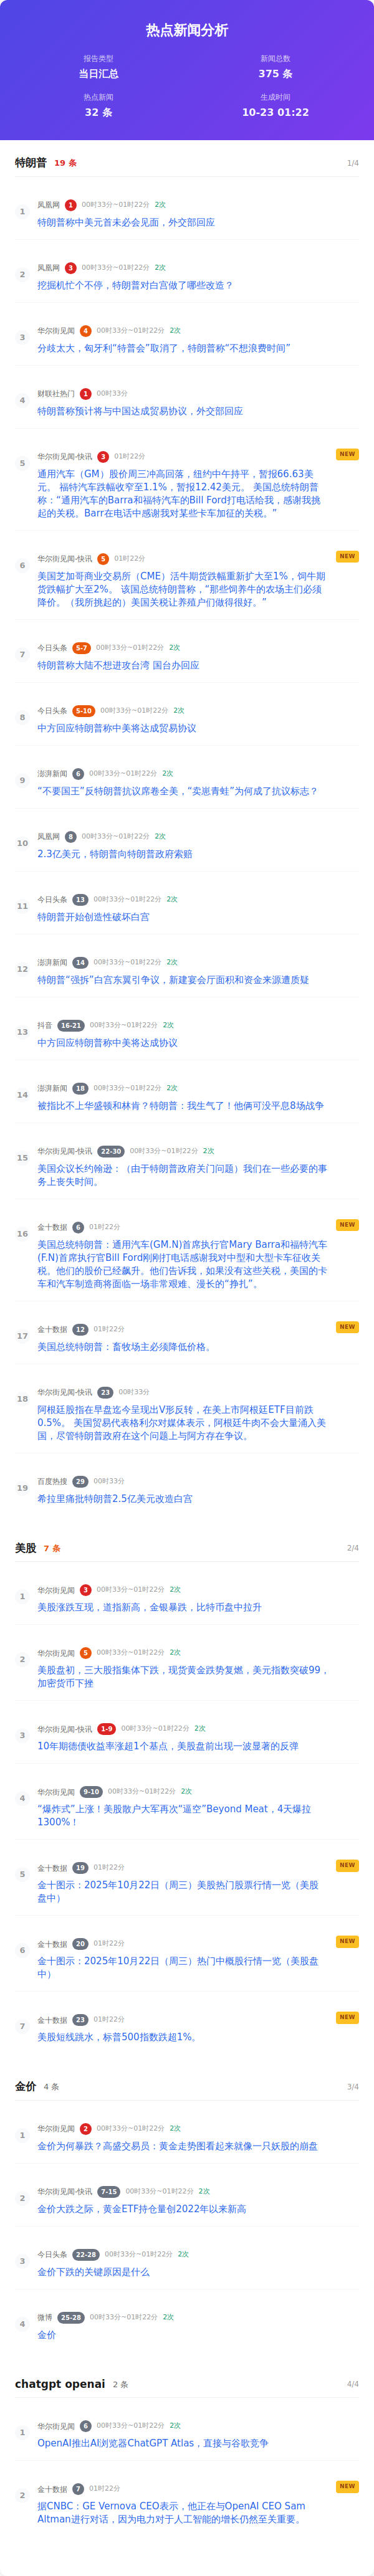 热点新闻分析
报告类型
当日汇总
新闻总数
375 条
热点新闻
32 条
生成时间
10-23 01:22
特朗普 19 条 1/4
1
凤凰网 1 00时33分~01时22分 2次
特朗普称中美元首未必会见面，外交部回应
2
凤凰网 3 00时33分~01时22分 2次
挖掘机忙个不停，特朗普对白宫做了哪些改造？
3
华尔街见闻 4 00时33分~01时22分 2次
分歧太大，匈牙利“特普会”取消了，特朗普称“不想浪费时间”
4
财联社热门 1 00时33分
特朗普称预计将与中国达成贸易协议，外交部回应
5
华尔街见闻-快讯 3 01时22分 NEW
通用汽车（GM）股价周三冲高回落，纽约中午持平，暂报66.63美
元。 福特汽车跌幅收窄至1.1%，暂报12.42美元。 美国总统特朗普
称：“通用汽车的Barra和福特汽车的Bill Ford打电话给我，感谢我挑
起的关税。Barr在电话中感谢我对某些卡车加征的关税。”
6
华尔街见闻-快讯 5 01时22分 NEW
美国芝加哥商业交易所（CME）活牛期货跌幅重新扩大至1%，饲牛期
货跌幅扩大至2%。 该国总统特朗普称，“那些饲养牛的农场主们必须
降价。（我所挑起的）美国关税让养殖户们做得很好。”
7
今日头条 5-7 00时33分~01时22分 2次
特朗普称大陆不想进攻台湾 国台办回应
8
今日头条 5-10 00时33分~01时22分 2次
中方回应特朗普称中美将达成贸易协议
9
澎湃新闻 6 00时33分~01时22分 2次
“不要国王”反特朗普抗议席卷全美，“卖崽青蛙”为何成了抗议标志？
10
凤凰网 8 00时33分~01时22分 2次
2.3亿美元，特朗普向特朗普政府索赔
11
今日头条 13 00时33分~01时22分 2次
特朗普开始创造性破坏白宫
12
澎湃新闻 14 00时33分~01时22分 2次
特朗普“强拆”白宫东翼引争议，新建宴会厅面积和资金来源遭质疑
13
抖音 16-21 00时33分~01时22分 2次
中方回应特朗普称中美将达成协议
14
澎湃新闻 18 00时33分~01时22分 2次
被指比不上华盛顿和林肯？特朗普：我生气了！他俩可没平息8场战争
15
华尔街见闻-快讯 22-30 00时33分~01时22分 2次
美国众议长约翰逊：（由于特朗普政府关门问题）我们在一些必要的事
务上丧失时间。
16
金十数据 6 01时22分 NEW
美国总统特朗普：通用汽车(GM.N)首席执行官Mary Barra和福特汽车
(F.N)首席执行官Bill Ford刚刚打电话感谢我对中型和大型卡车征收关
税。他们的股价已经飙升。他们告诉我，如果没有这些关税，美国的卡
车和汽车制造商将面临一场非常艰难、漫长的“挣扎”。
17
金十数据 12 01时22分 NEW
美国总统特朗普：畜牧场主必须降低价格。
18
华尔街见闻-快讯 23 00时33分
阿根廷股指在早盘迄今呈现出V形反转，在美上市阿根廷ETF目前跌
0.5%。 美国贸易代表格利尔对媒体表示，阿根廷牛肉不会大量涌入美
国，尽管特朗普政府在这个问题上与阿方存在争议。
19
百度热搜 29 00时33分
希拉里痛批特朗普2.5亿美元改造白宫
美股 7 条 2/4
1
华尔街见闻 3 00时33分~01时22分 2次
美股涨跌互现，道指新高，金银暴跌，比特币盘中拉升
2
华尔街见闻 5 00时33分~01时22分 2次
美股盘初，三大股指集体下跌，现货黄金跌势复燃，美元指数突破99，
加密货币下挫
3
华尔街见闻-快讯 1-9 00时33分~01时22分 2次
10年期德债收益率涨超1个基点，美股盘前出现一波显著的反弹
4
华尔街见闻 9-10 00时33分~01时22分 2次
“爆炸式”上涨！美股散户大军再次“逼空”Beyond Meat，4天爆拉
1300%！
5
金十数据 19 01时22分 NEW
金十图示：2025年10月22日（周三）美股热门股票行情一览（美股
盘中）
6
金十数据 20 01时22分 NEW
金十图示：2025年10月22日（周三）热门中概股行情一览（美股盘
中）
7
金十数据 23 01时22分 NEW
美股短线跳水，标普500指数跌超1%。
金价 4 条 3/4
1
华尔街见闻 2 00时33分~01时22分 2次
金价为何暴跌？高盛交易员：黄金走势图看起来就像一只妖股的崩盘
2
华尔街见闻-快讯 7-15 00时33分~01时22分 2次
金价大跌之际，黄金ETF持仓量创2022年以来新高
3
今日头条 22-28 00时33分~01时22分 2次
金价下跌的关键原因是什么
4
微博 25-28 00时33分~01时22分 2次
金价
chatgpt openai 2 条 4/4
1
华尔街见闻 6 00时33分~01时22分 2次
OpenAI推出AI浏览器ChatGPT Atlas，直接与谷歌竞争
2
金十数据 7 01时22分 NEW
据CNBC：GE Vernova CEO表示，他正在与OpenAI CEO Sam
Altman进行对话，因为电力对于人工智能的增长仍然至关重要。